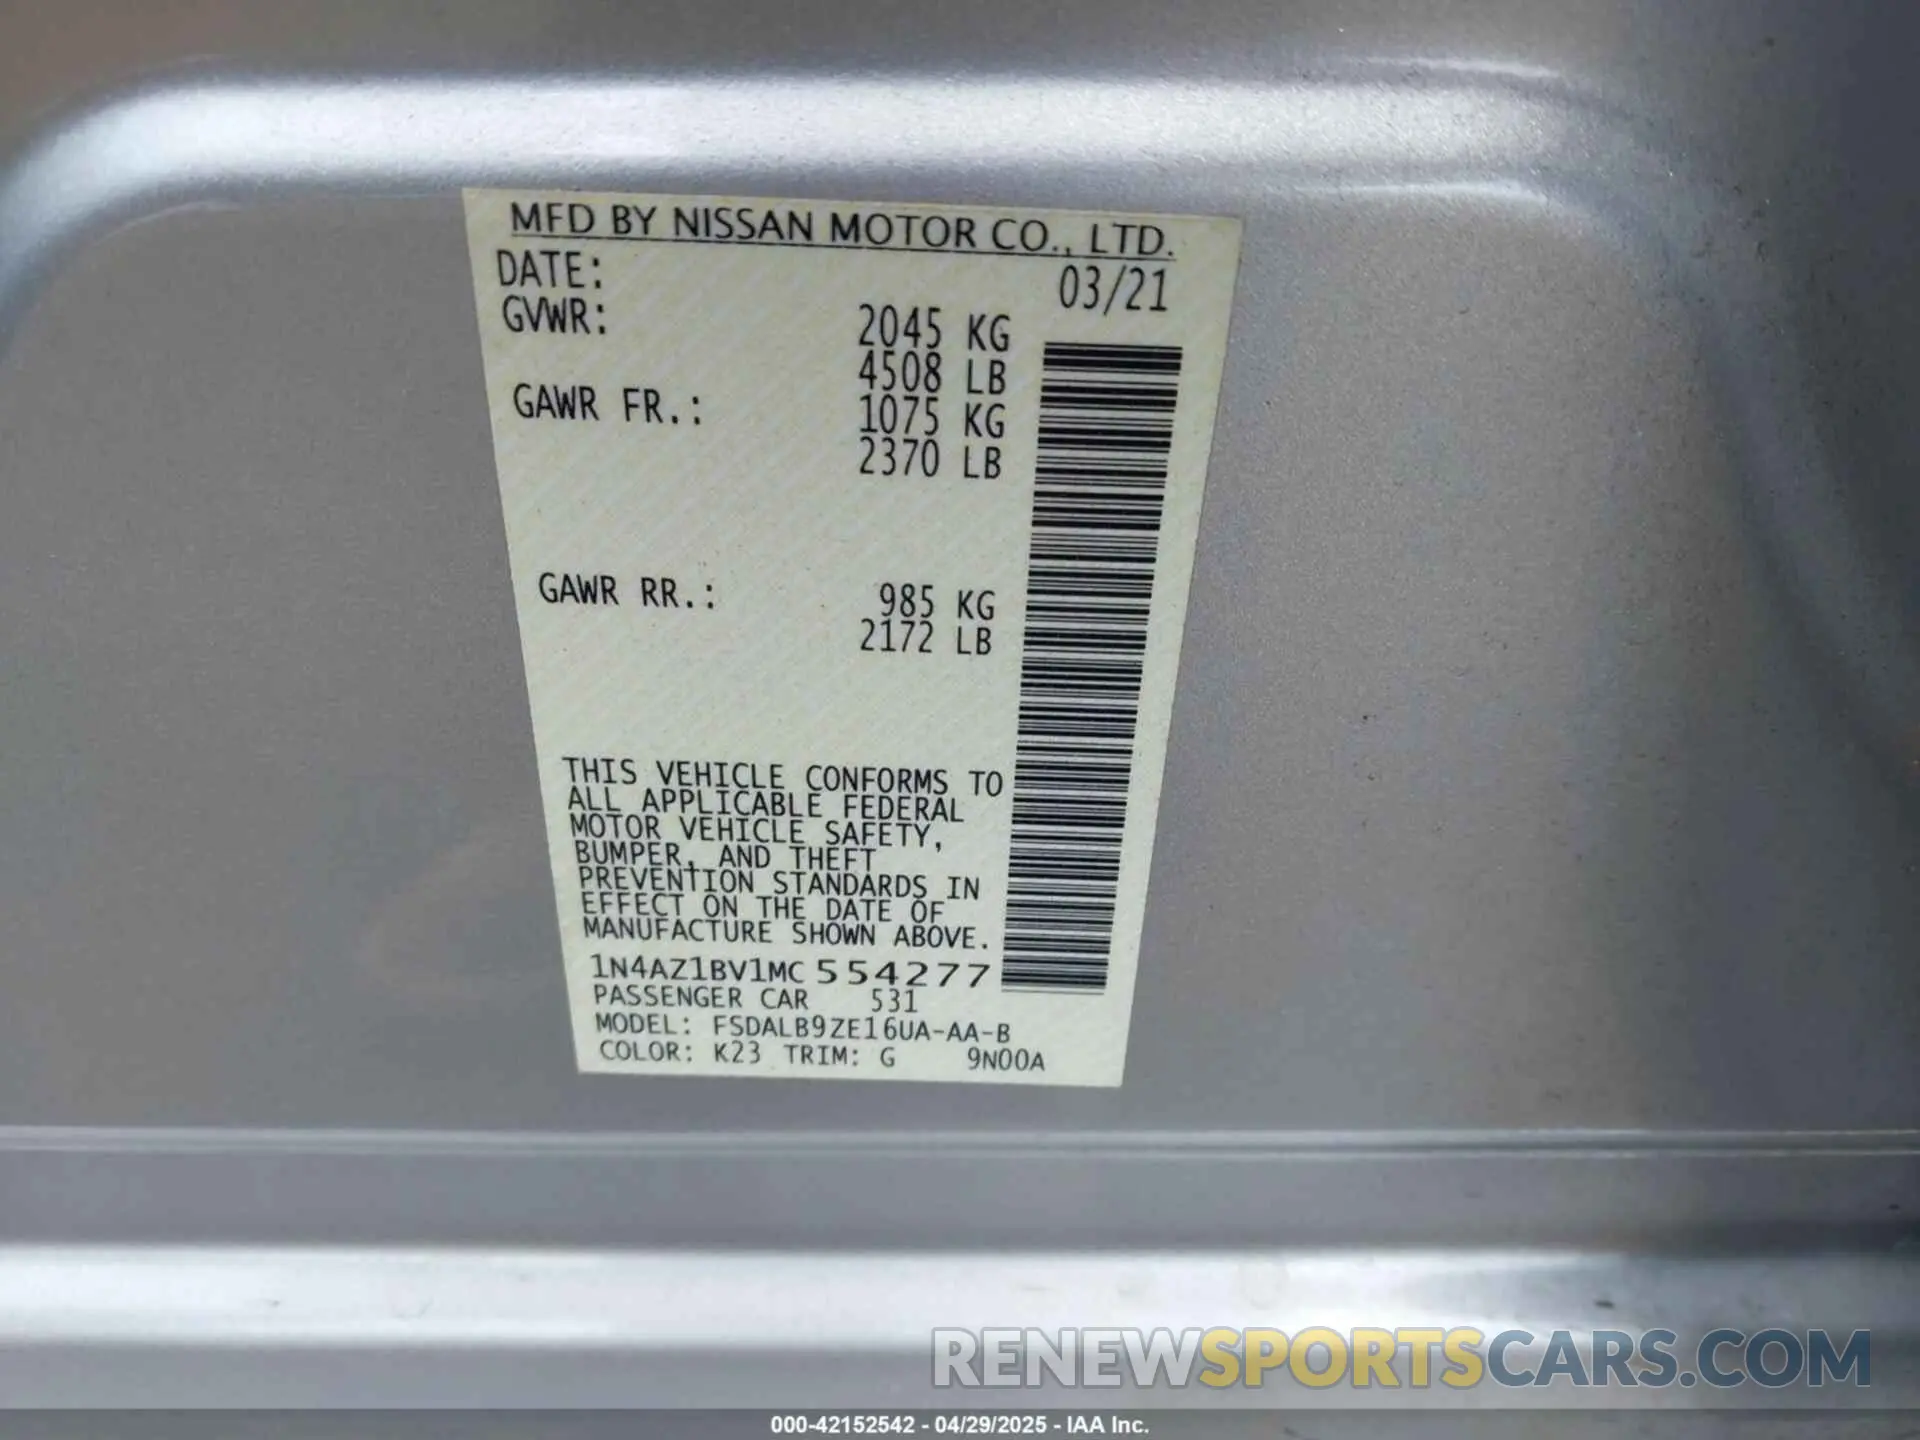 MFD BY NISSAN MOTOR CO., LTD.
DATE: 03/21
GVWR: 2045 KG
4508 LB
GAWR FR.: 1075 KG
2370 LB
GAWR RR.: 985 KG
2172 LB
THIS VEHICLE CONFORMS TO
ALL APPLICABLE FEDERAL
MOTOR VEHICLE SAFETY,
BUMPER, AND THEFT
PREVENTION STANDARDS IN
EFFECT ON THE DATE OF
MANUFACTURE SHOWN ABOVE.
1N4AZ1BV1MC554277
PASSENGER CAR 531
MODEL: FSDALB9ZE16UA-AA-B
COLOR: K23 TRIM: G 9N00A
RENEWSPORTSCARS.COM
000-42152542 - 04/29/2025 - IAA Inc.